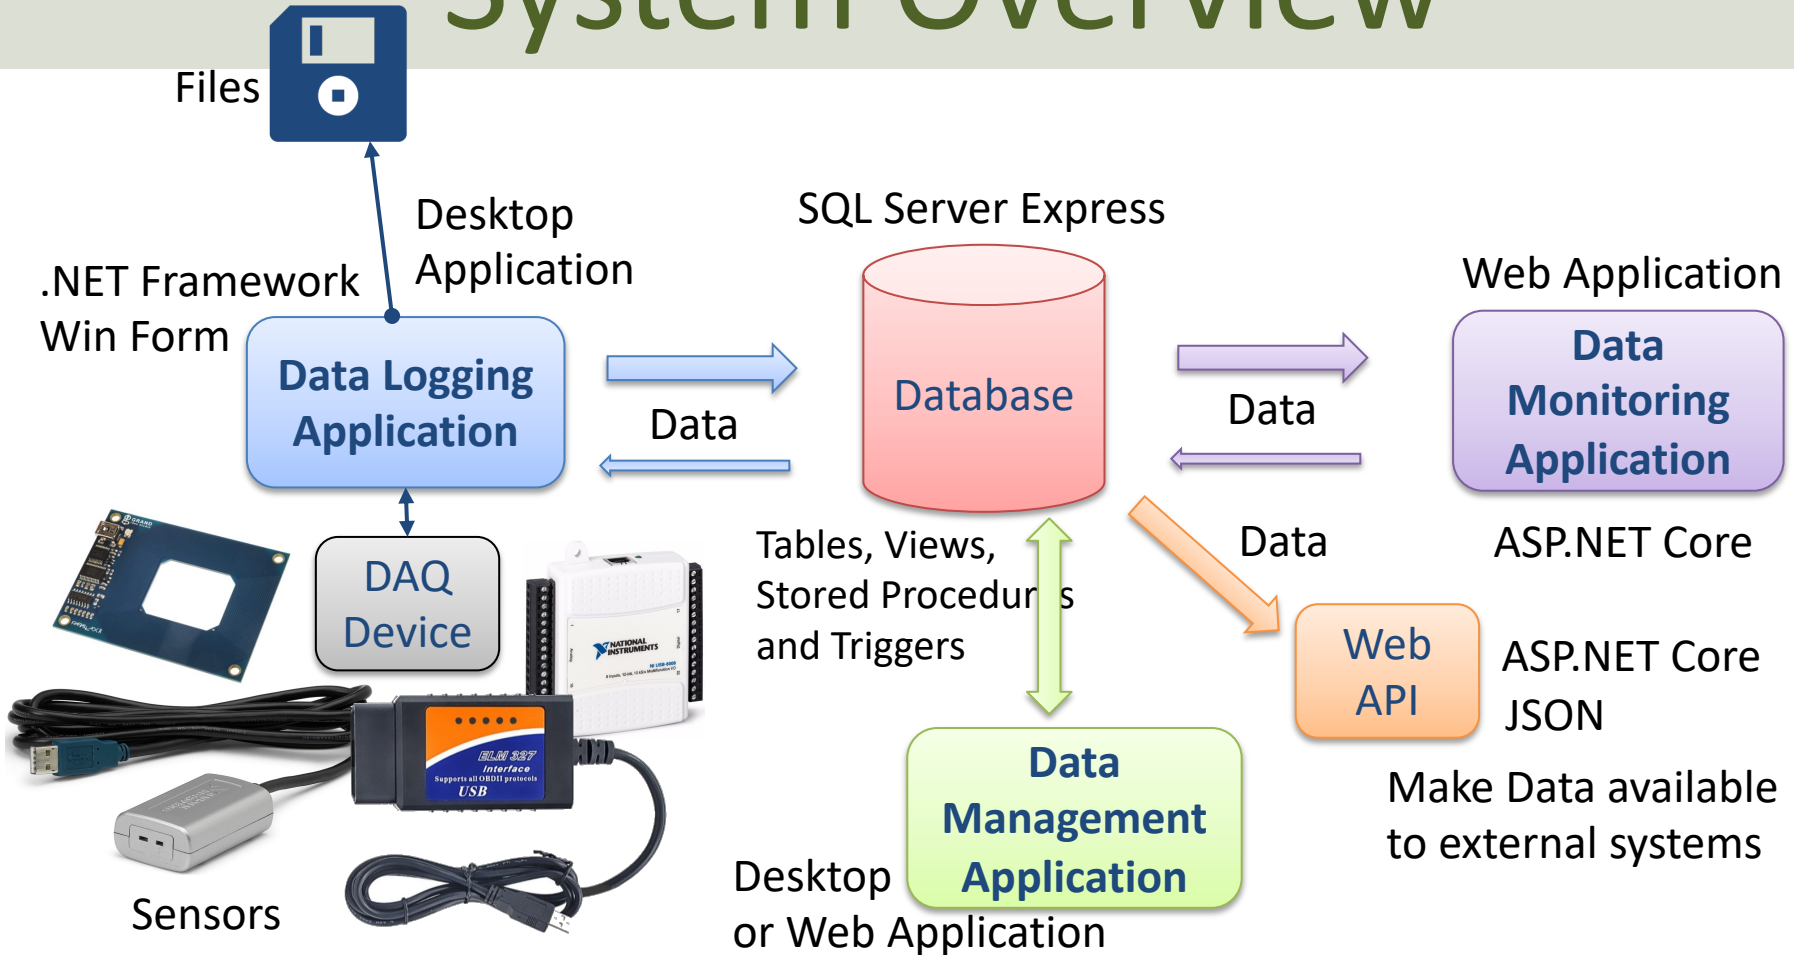 System Overview
Files
Desktop
Application
.NET Framework
Win Form
Data Logging
Application
Data
SQL Server Express
Database
Web Application
Data
Monitoring
Application
Data
ASP.NET Core
Data
Tables, Views,
Stored Procedures
and Triggers
DAQ
Device
GRAND
NATIONAL
INSTRUMENTS
ELM 327
Interface
Supports all OBDII protocols
USB
Sensors
Web
API
ASP.NET Core
JSON
Make Data available
to external systems
Data
Management
Application
Desktop
or Web Application